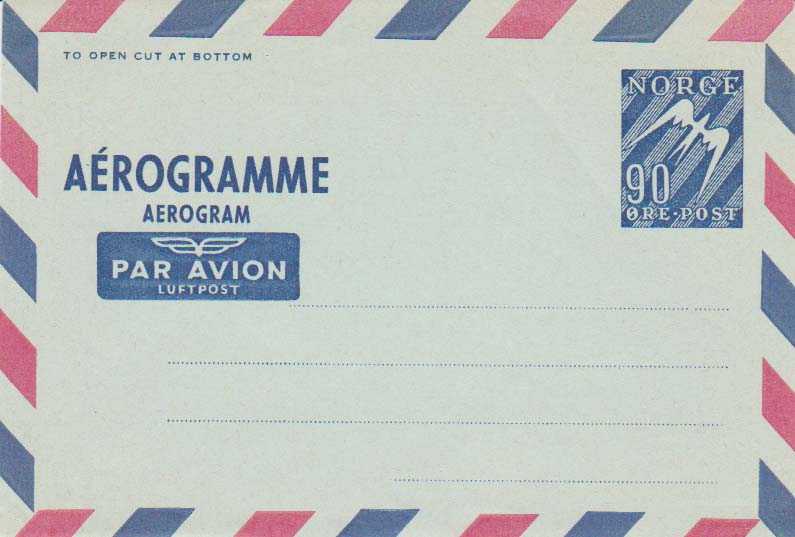 TO OPEN CUT AT BOTTOM
NORGE
90
ØRE·POST
AÉROGRAMME
AEROGRAM
PAR AVION
LUFTPOST